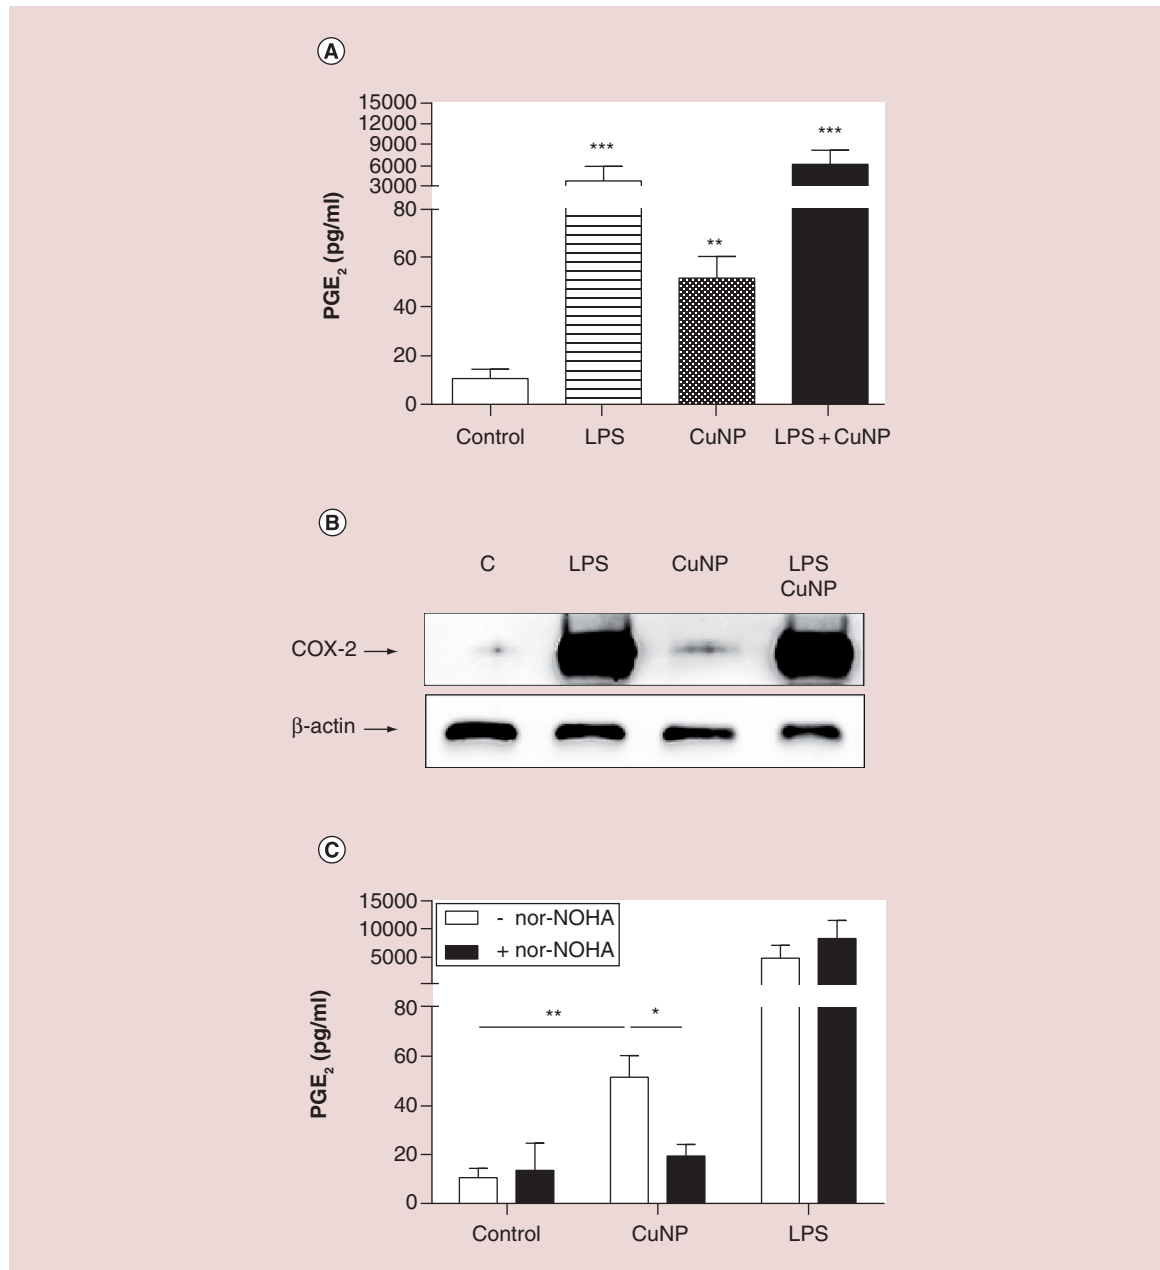 A
15000
12000
9000
6000
3000
80
60
40
20
0
PGE₂ (pg/ml)
***
**
***
Control LPS CuNP LPS + CuNP
B
C LPS CuNP LPS
CuNP
COX-2
β-actin
C
15000
10000
5000
80
60
40
20
0
PGE₂ (pg/ml)
- nor-NOHA
+ nor-NOHA
** *
Control CuNP LPS